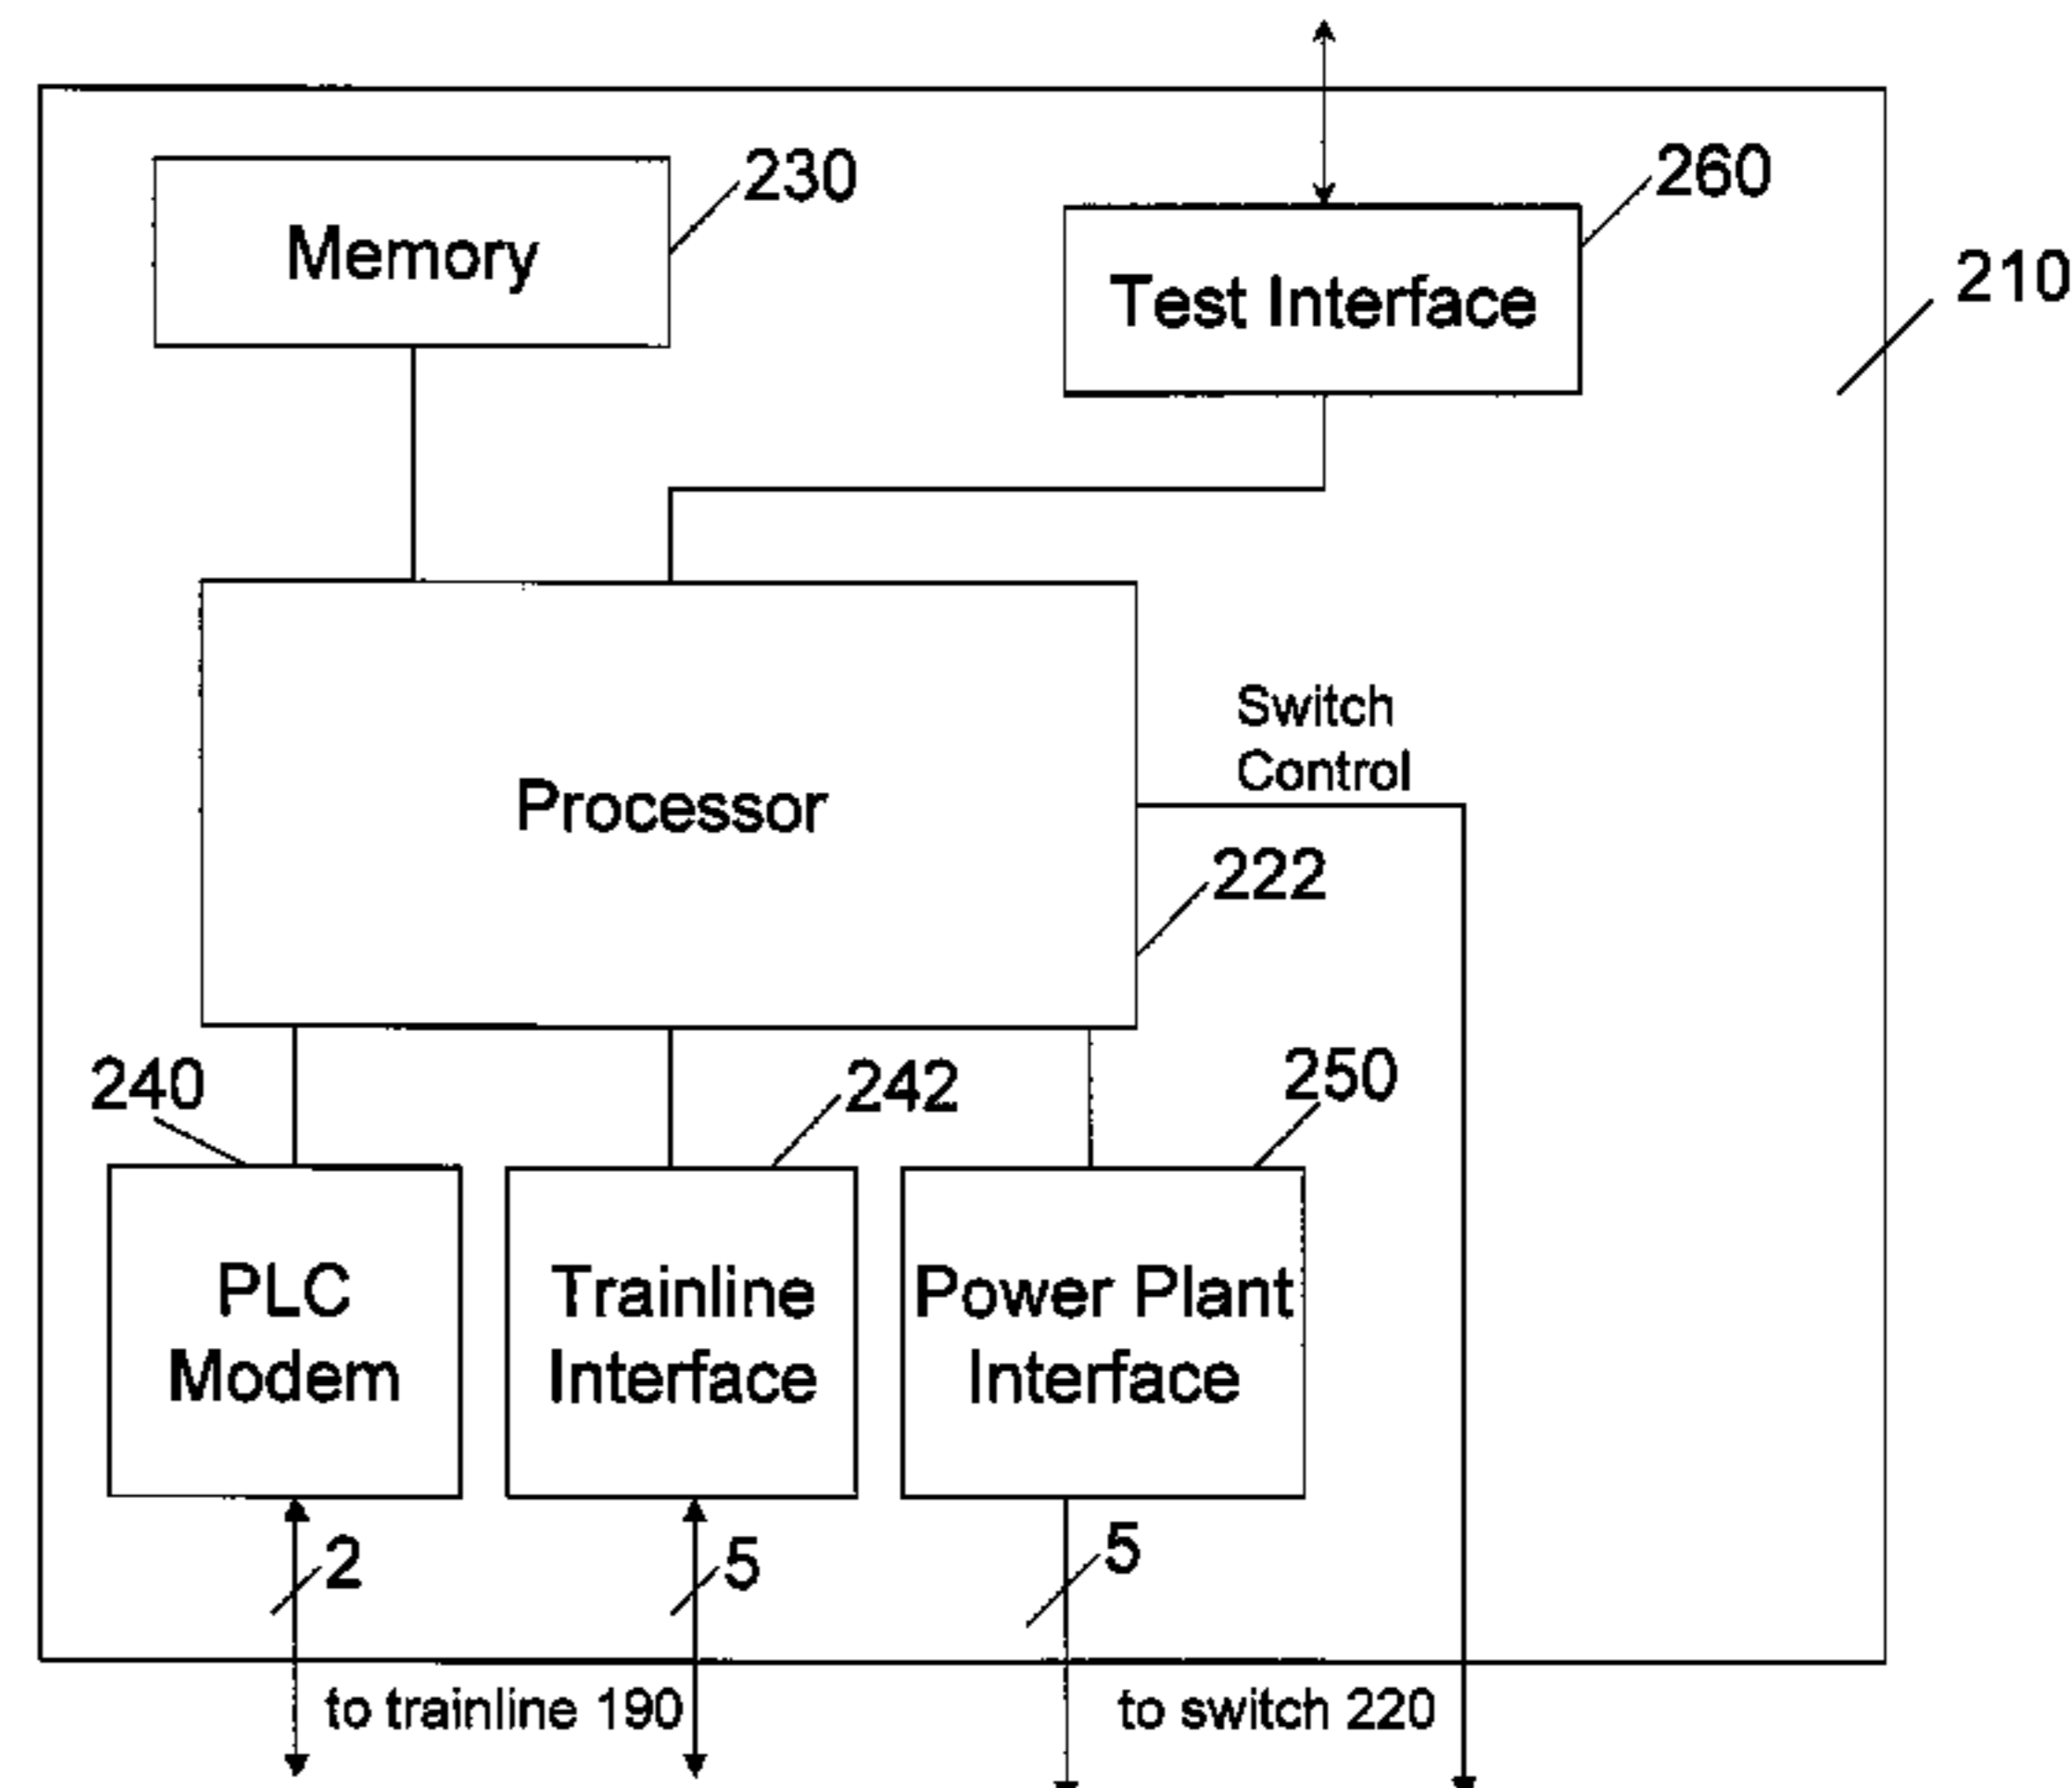 230
Memory
260
Test Interface
210
Switch
Control
Processor
222
240
242
250
PLC
Modem
Trainline
Interface
Power Plant
Interface
2
5
5
to trainline 190
to switch 220